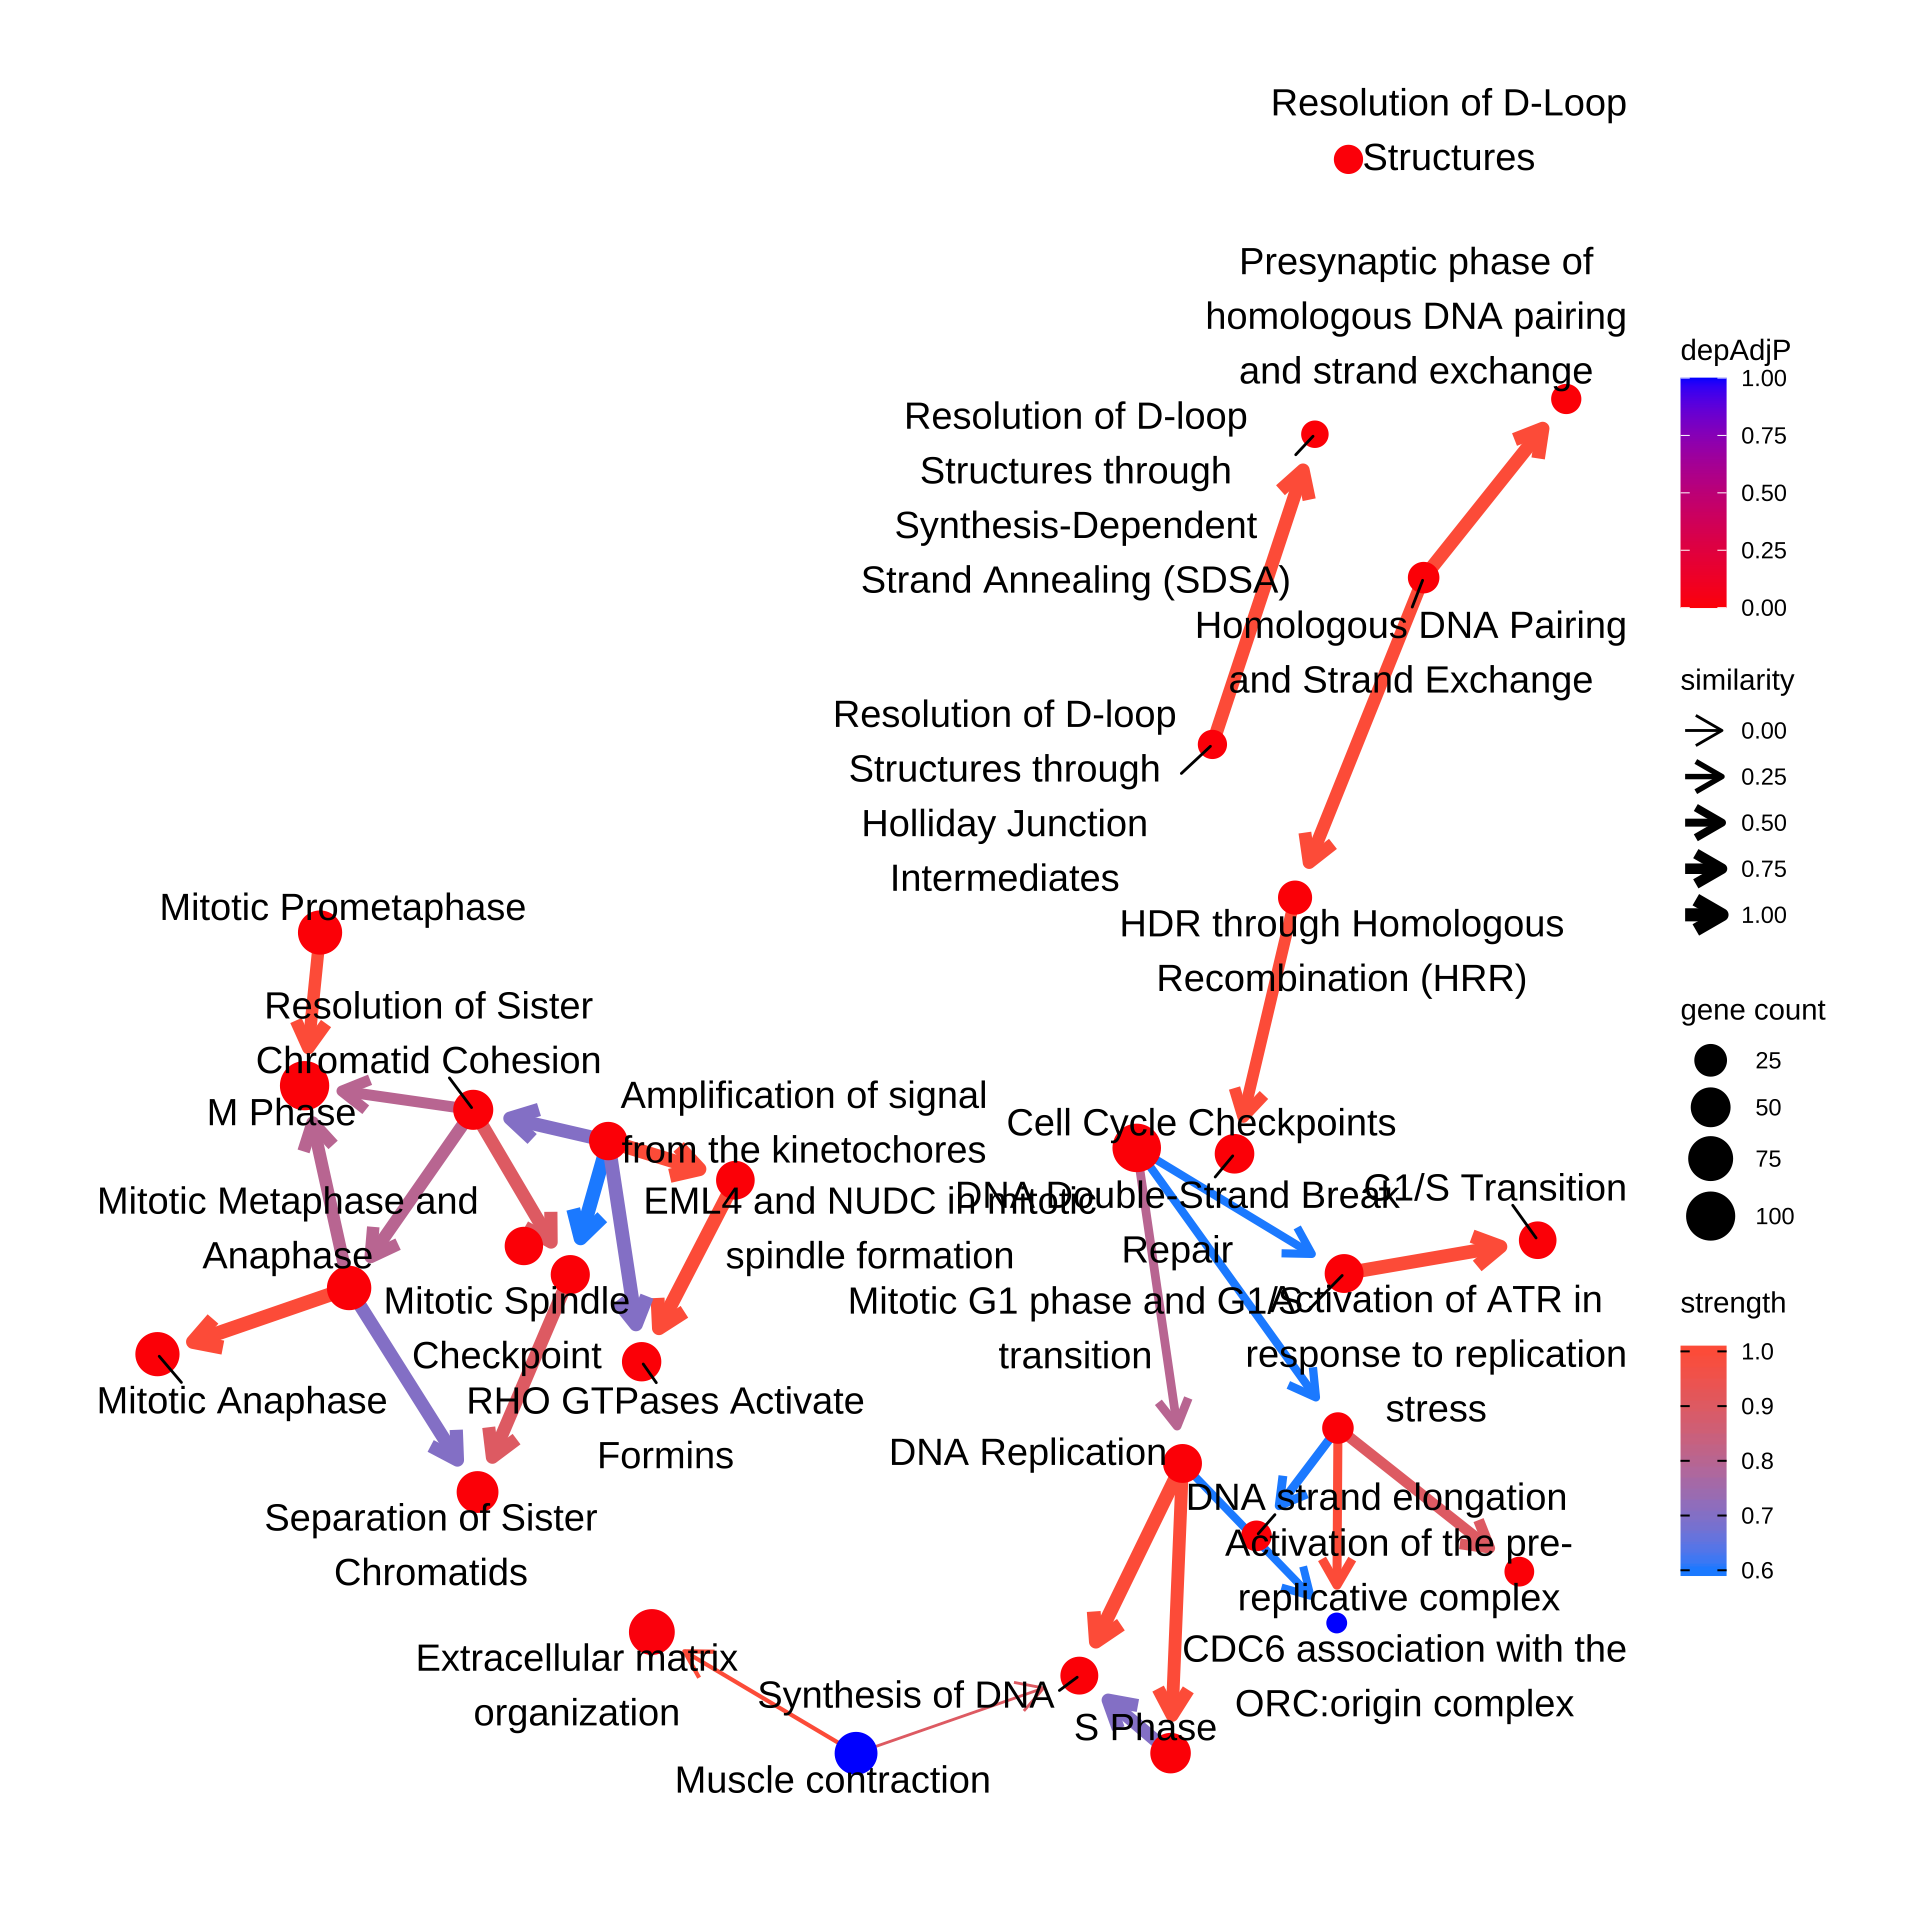 Resolution of D-Loop
Structures
Presynaptic phase of
homologous DNA pairing
and strand exchange
Resolution of D-loop
Structures through
Synthesis-Dependent
Strand Annealing (SDSA)
Homologous DNA Pairing
and Strand Exchange
Resolution of D-loop
Structures through
Holliday Junction
Intermediates
HDR through Homologous
Recombination (HRR)
Mitotic Prometaphase
Resolution of Sister
Chromatid Cohesion
M Phase
Amplification of signal
from the kinetochores
Cell Cycle Checkpoints
DNA Double-Strand Break
Repair
G1/S Transition
Mitotic Metaphase and
Anaphase
EML4 and NUDC in mitotic
spindle formation
Mitotic Spindle
Checkpoint
Mitotic G1 phase and G1/S
transition
Activation of ATR in
response to replication
stress
Mitotic Anaphase
RHO GTPases Activate
Formins
DNA Replication
DNA strand elongation
Activation of the pre-
replicative complex
Separation of Sister
Chromatids
CDC6 association with the
ORC:origin complex
Extracellular matrix
organization
Synthesis of DNA
S Phase
Muscle contraction
depAdjP
1.00
0.75
0.50
0.25
0.00
similarity
0.00
0.25
0.50
0.75
1.00
gene count
25
50
75
100
strength
1.0
0.9
0.8
0.7
0.6